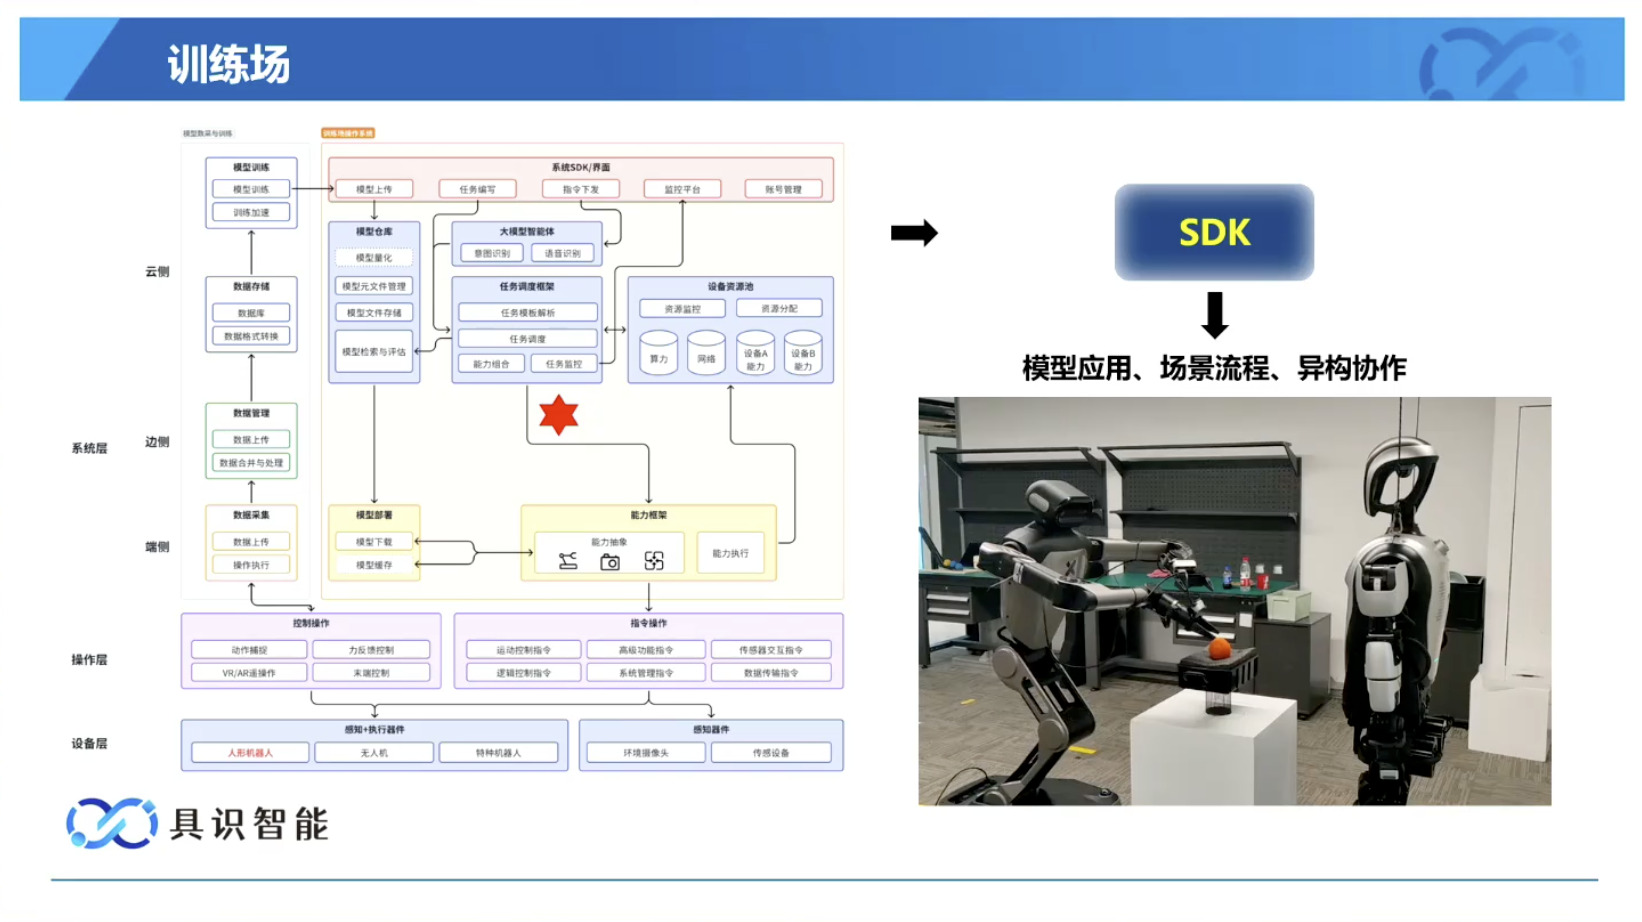 训练场
模型数采与训练
训练场操作系统
模型训练
模型训练
训练加速
数据存储
数据库
数据格式转换
数据管理
数据上传
数据合并与处理
数据采集
数据上传
操作执行
系统SDK/界面
模型上传
任务编写
指令下发
监控平台
账号管理
模型仓库
模型量化
模型元文件管理
模型文件存储
模型检索与评估
大模型智能体
意图识别
语音识别
任务调度框架
任务模板解析
任务调度
能力组合
任务监控
设备资源池
资源监控
资源分配
算力
网络
设备A
能力
设备B
能力
模型部署
模型下载
模型缓存
能力框架
能力抽象
能力执行
云侧
边侧
端侧
系统层
操作层
设备层
控制操作
动作捕捉
力反馈控制
VR/AR遥操作
末端控制
指令操作
运动控制指令
高级功能指令
传感器交互指令
逻辑控制指令
系统管理指令
数据传输指令
感知+执行器件
人形机器人
无人机
特种机器人
感知器件
环境摄像头
传感设备
SDK
模型应用、场景流程、异构协作
具识智能